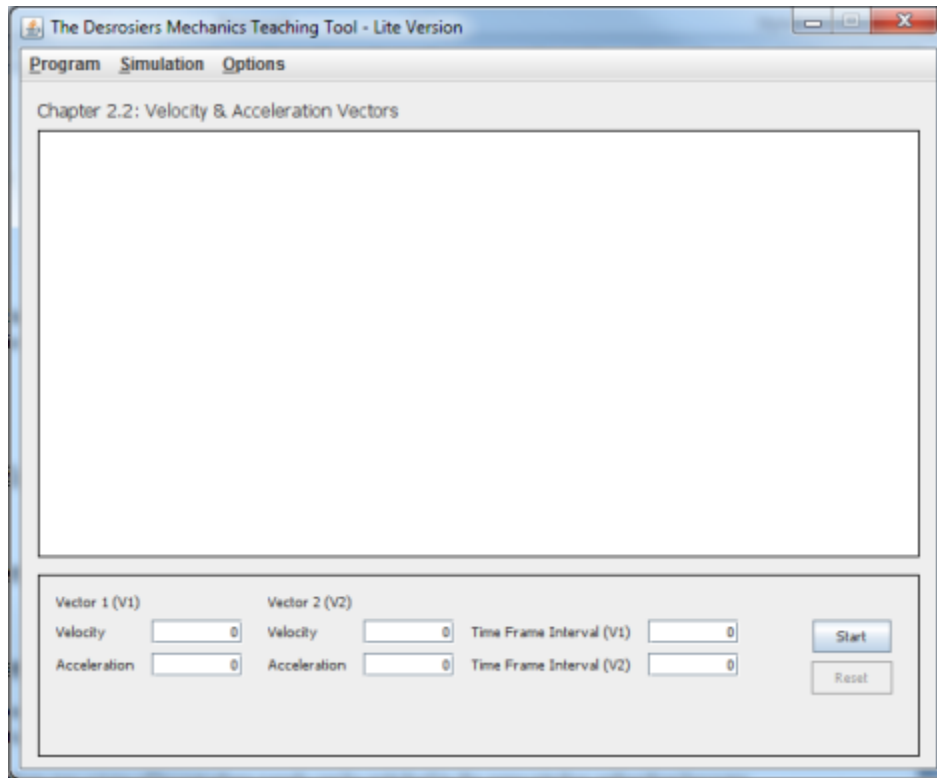 The Desrosiers Mechanics Teaching Tool - Lite Version
Program Simulation Options
Chapter 2.2: Velocity & Acceleration Vectors
Vector 1 (V1) Vector 2 (V2)
Velocity 0 Velocity 0 Time Frame Interval (V1) 0 Start
Acceleration 0 Acceleration 0 Time Frame Interval (V2) 0 Reset